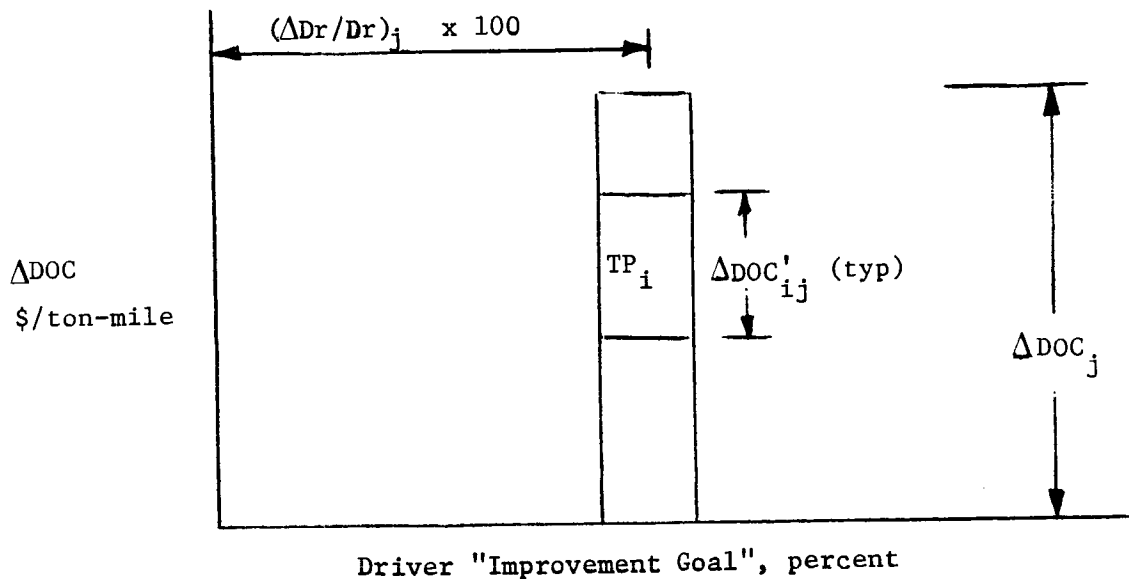 (ΔDr/Dr)j x 100
ΔDOC
$/ton-mile
TPi
ΔDOC'ij (typ)
ΔDOCj
Driver "Improvement Goal", percent